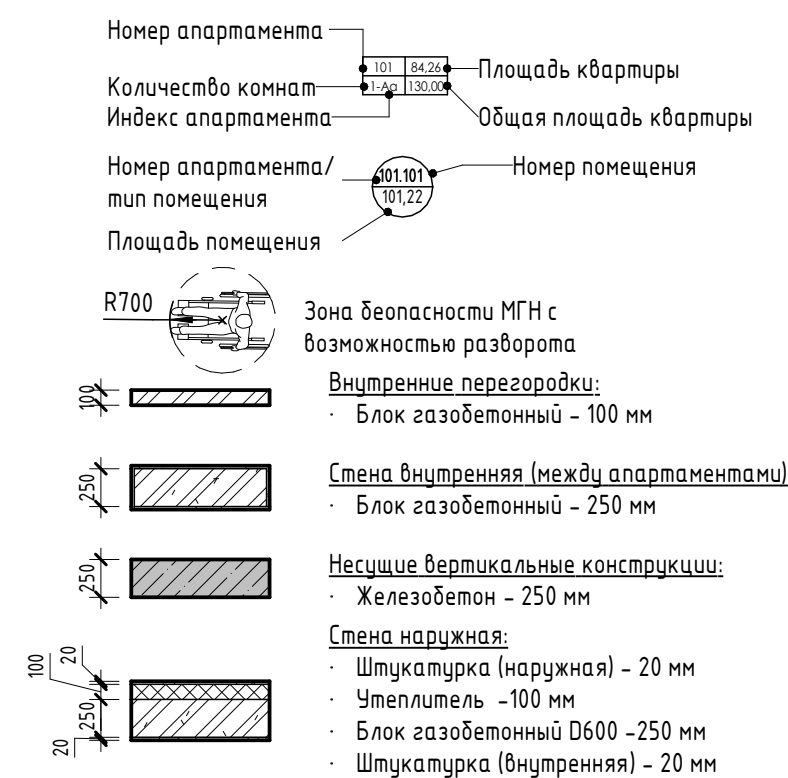 Номер апартамента
101 84,26
Площадь квартиры
Количество комнат
1-Аа 130,00
Индекс апартамента
Общая площадь квартиры
Номер апартамента/
тип помещения
101.101
101,22
Номер помещения
Площадь помещения
R700
Зона беопасности МГН с
возможностью разворота
100
Внутренние перегородки:
· Блок газобетонный – 100 мм
250
Стена внутренняя (между апартаментами)
· Блок газобетонный – 250 мм
250
Несущие вертикальные конструкции:
· Железобетон – 250 мм
Стена наружная:
20
100
250
20
· Штукатурка (наружная) – 20 мм
· Утеплитель –100 мм
· Блок газобетонный D600 –250 мм
· Штукатурка (внутренняя) – 20 мм